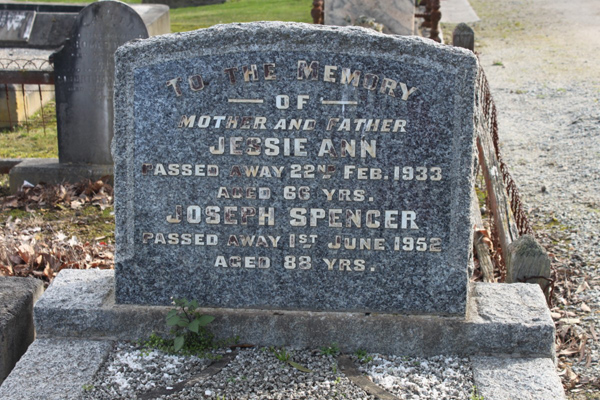 TO THE MEMORY
OF
MOTHER AND FATHER
JESSIE ANN
PASSED AWAY 22ND FEB. 1933
AGED 66 YRS.
JOSEPH SPENCER
PASSED AWAY 1ST JUNE 1952
AGED 88 YRS.